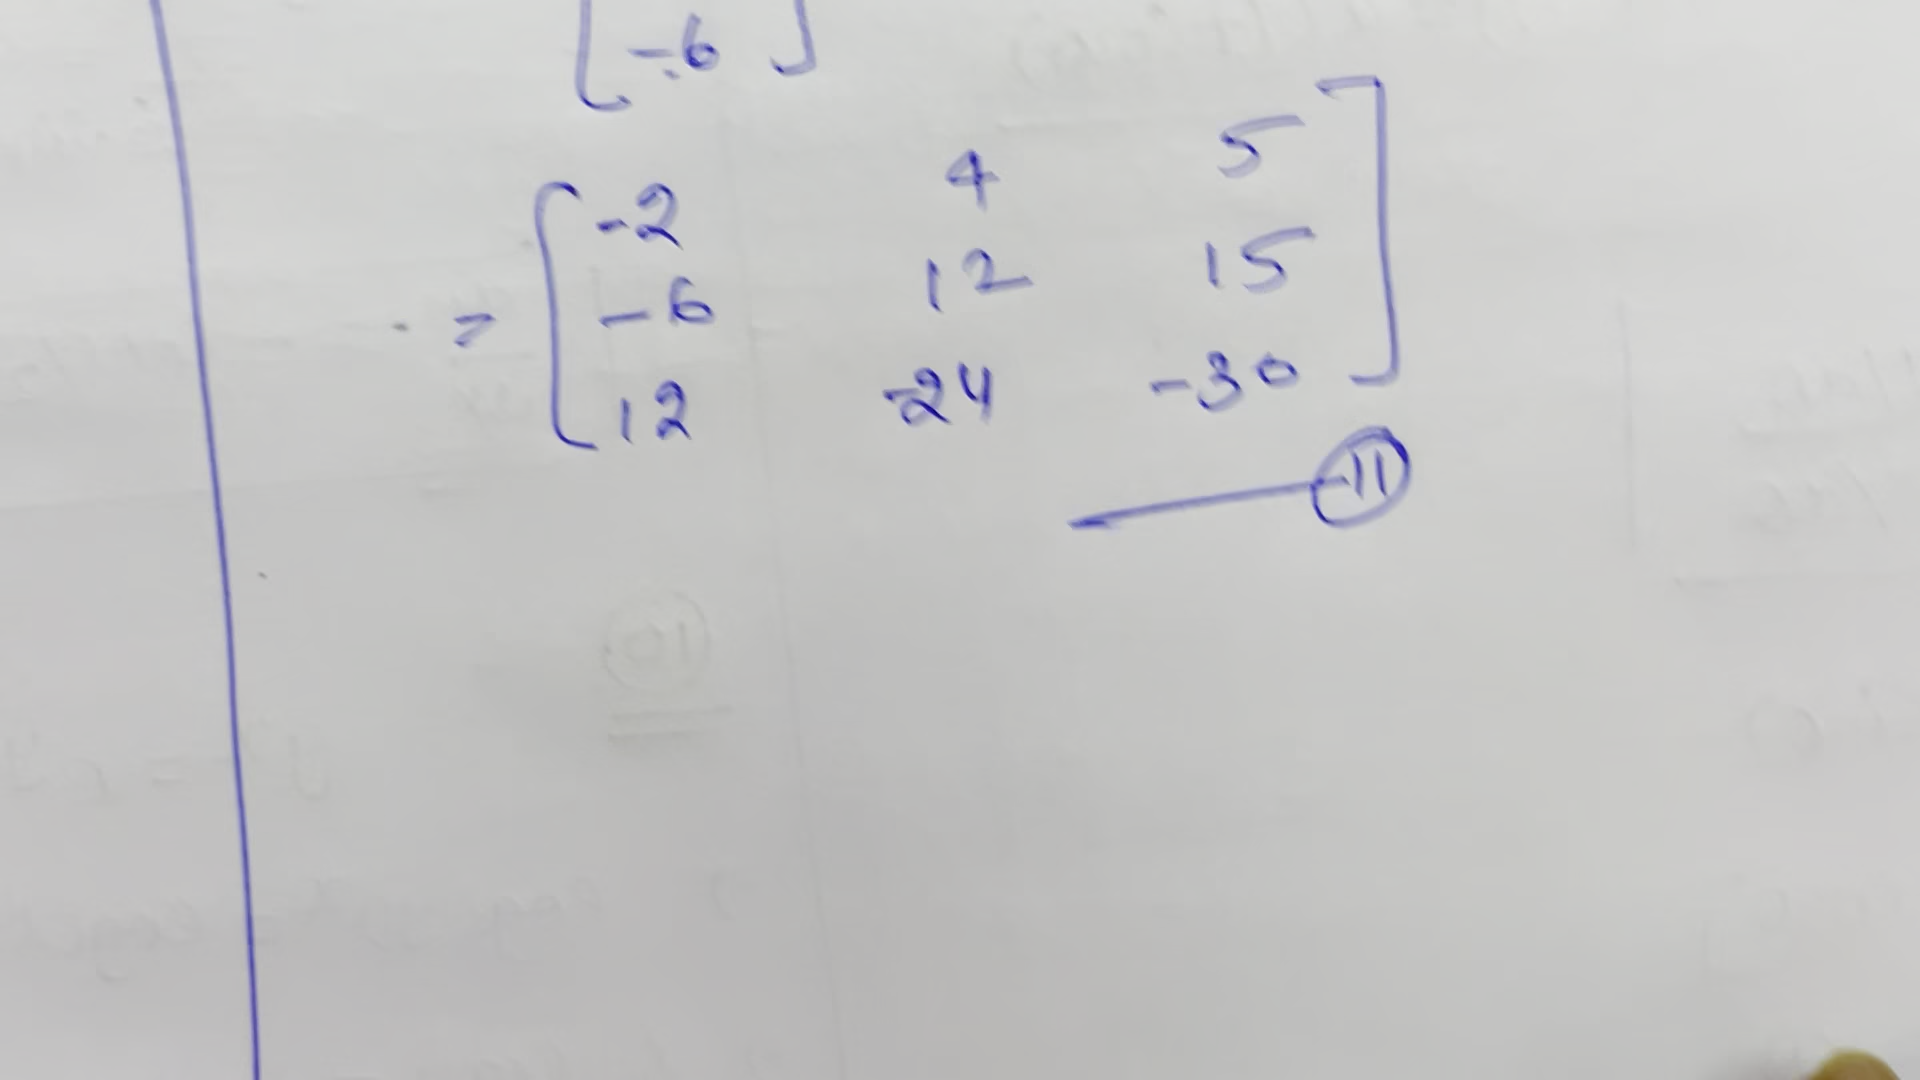 [-6]
[-2 4 5]
= [-6 12 15]
[12 -24 -30]
11